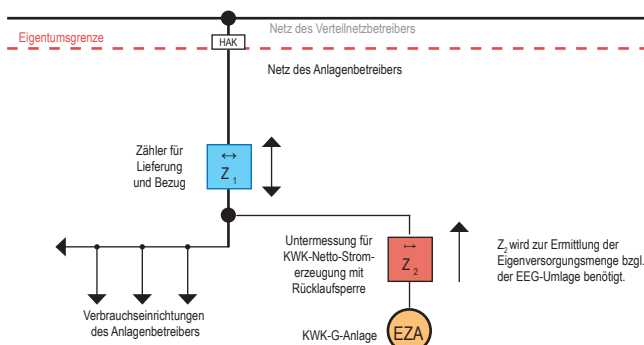 Netz des Verteilnetzbetreibers
Eigentumsgrenze
HAK
Netz des Anlagenbetreibers
Zähler für
Lieferung
und Bezug
↔
Z 1
Untermessung für
KWK-Netto-Strom-
erzeugung mit
Rücklaufsperre
↦
Z 2
Z2 wird zur Ermittlung der
Eigenversorgungsmenge bzgl.
der EEG-Umlage benötigt.
Verbrauchseinrichtungen
des Anlagenbetreibers
KWK-G-Anlage
EZA